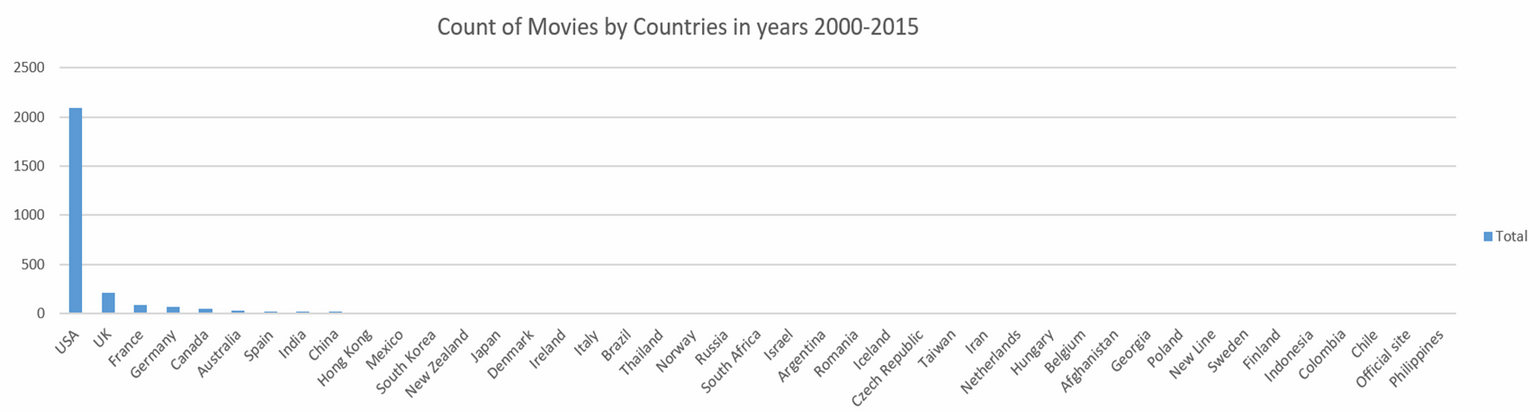 Count of Movies by Countries in years 2000-2015
2500
2000
1500
1000
500
0
USA
UK
France
Germany
Canada
Australia
Spain
India
China
Hong Kong
Mexico
South Korea
New Zealand
Japan
Denmark
Ireland
Italy
Brazil
Thailand
Norway
Russia
South Africa
Israel
Argentina
Romania
Iceland
Czech Republic
Taiwan
Iran
Netherlands
Hungary
Belgium
Afghanistan
Georgia
Poland
New Line
Sweden
Finland
Indonesia
Colombia
Chile
Official site
Philippines
Total